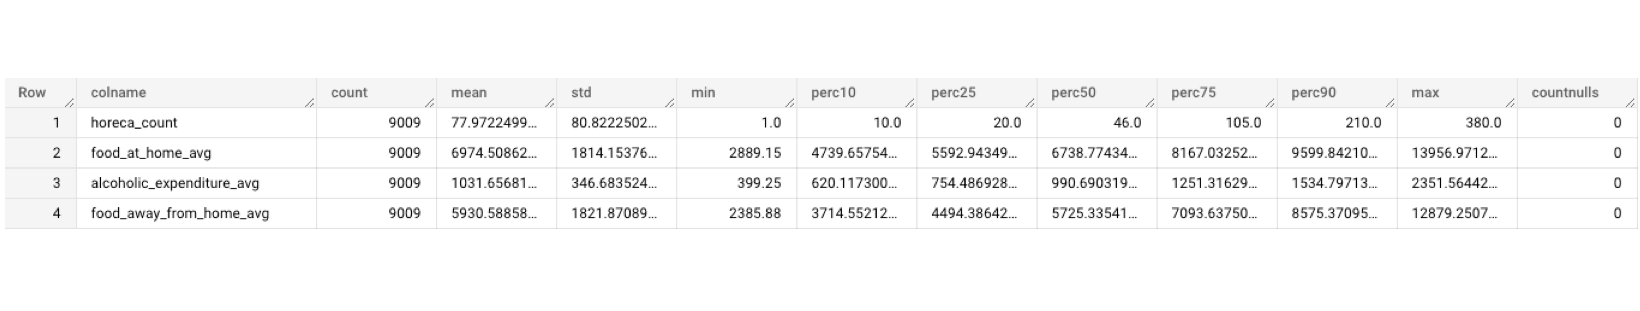 Row colname count mean std min perc10 perc25 perc50 perc75 perc90 max countnulls
1 horeca_count 9009 77.9722499... 80.8222502... 1.0 10.0 20.0 46.0 105.0 210.0 380.0 0
2 food_at_home_avg 9009 6974.50862... 1814.15376... 2889.15 4739.65754... 5592.94349... 6738.77434... 8167.03252... 9599.84210... 13956.9712... 0
3 alcoholic_expenditure_avg 9009 1031.65681... 346.683524... 399.25 620.117300... 754.486928... 990.690319... 1251.31629... 1534.79713... 2351.56442... 0
4 food_away_from_home_avg 9009 5930.58858... 1821.87089... 2385.88 3714.55212... 4494.38642... 5725.33541... 7093.63750... 8575.37095... 12879.2507... 0